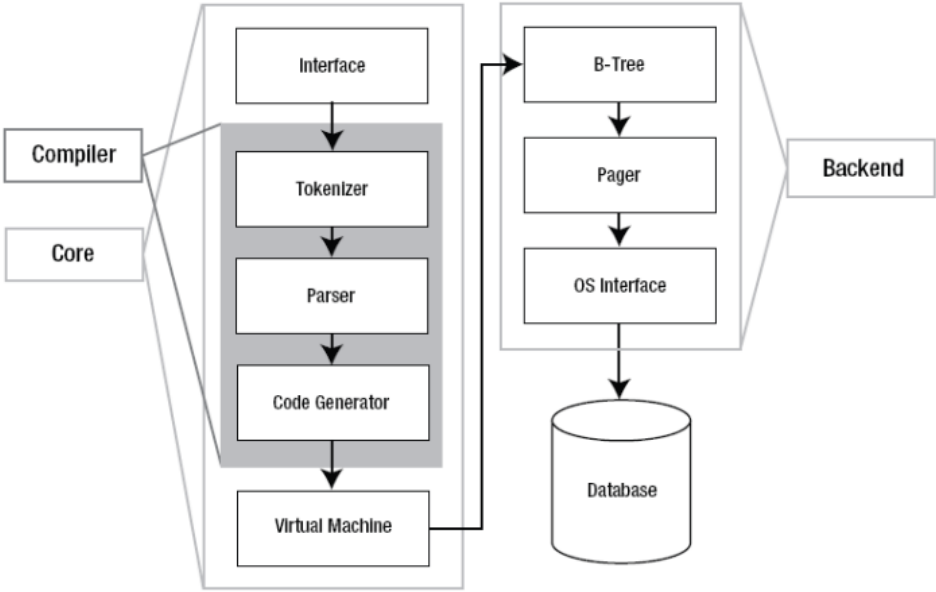 Compiler
Core
Interface
Tokenizer
Parser
Code Generator
Virtual Machine
B-Tree
Pager
OS Interface
Database
Backend